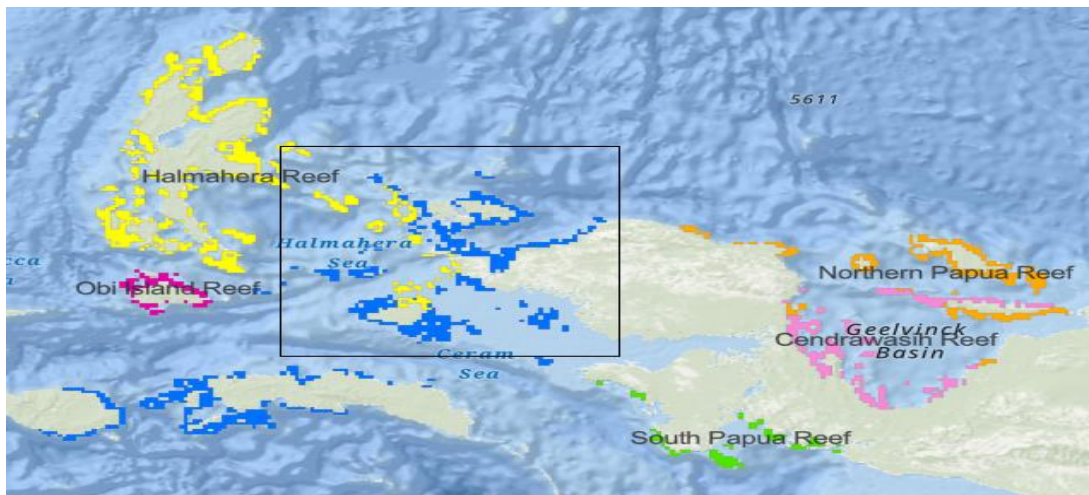 5611
Halmahera Reef
Halmahera
Sea
cca
a
Obi Island Reef
Northern Papua Reef
Geelvinck
Basin
Cendrawasih Reef
Ceram
Sea
South Papua Reef